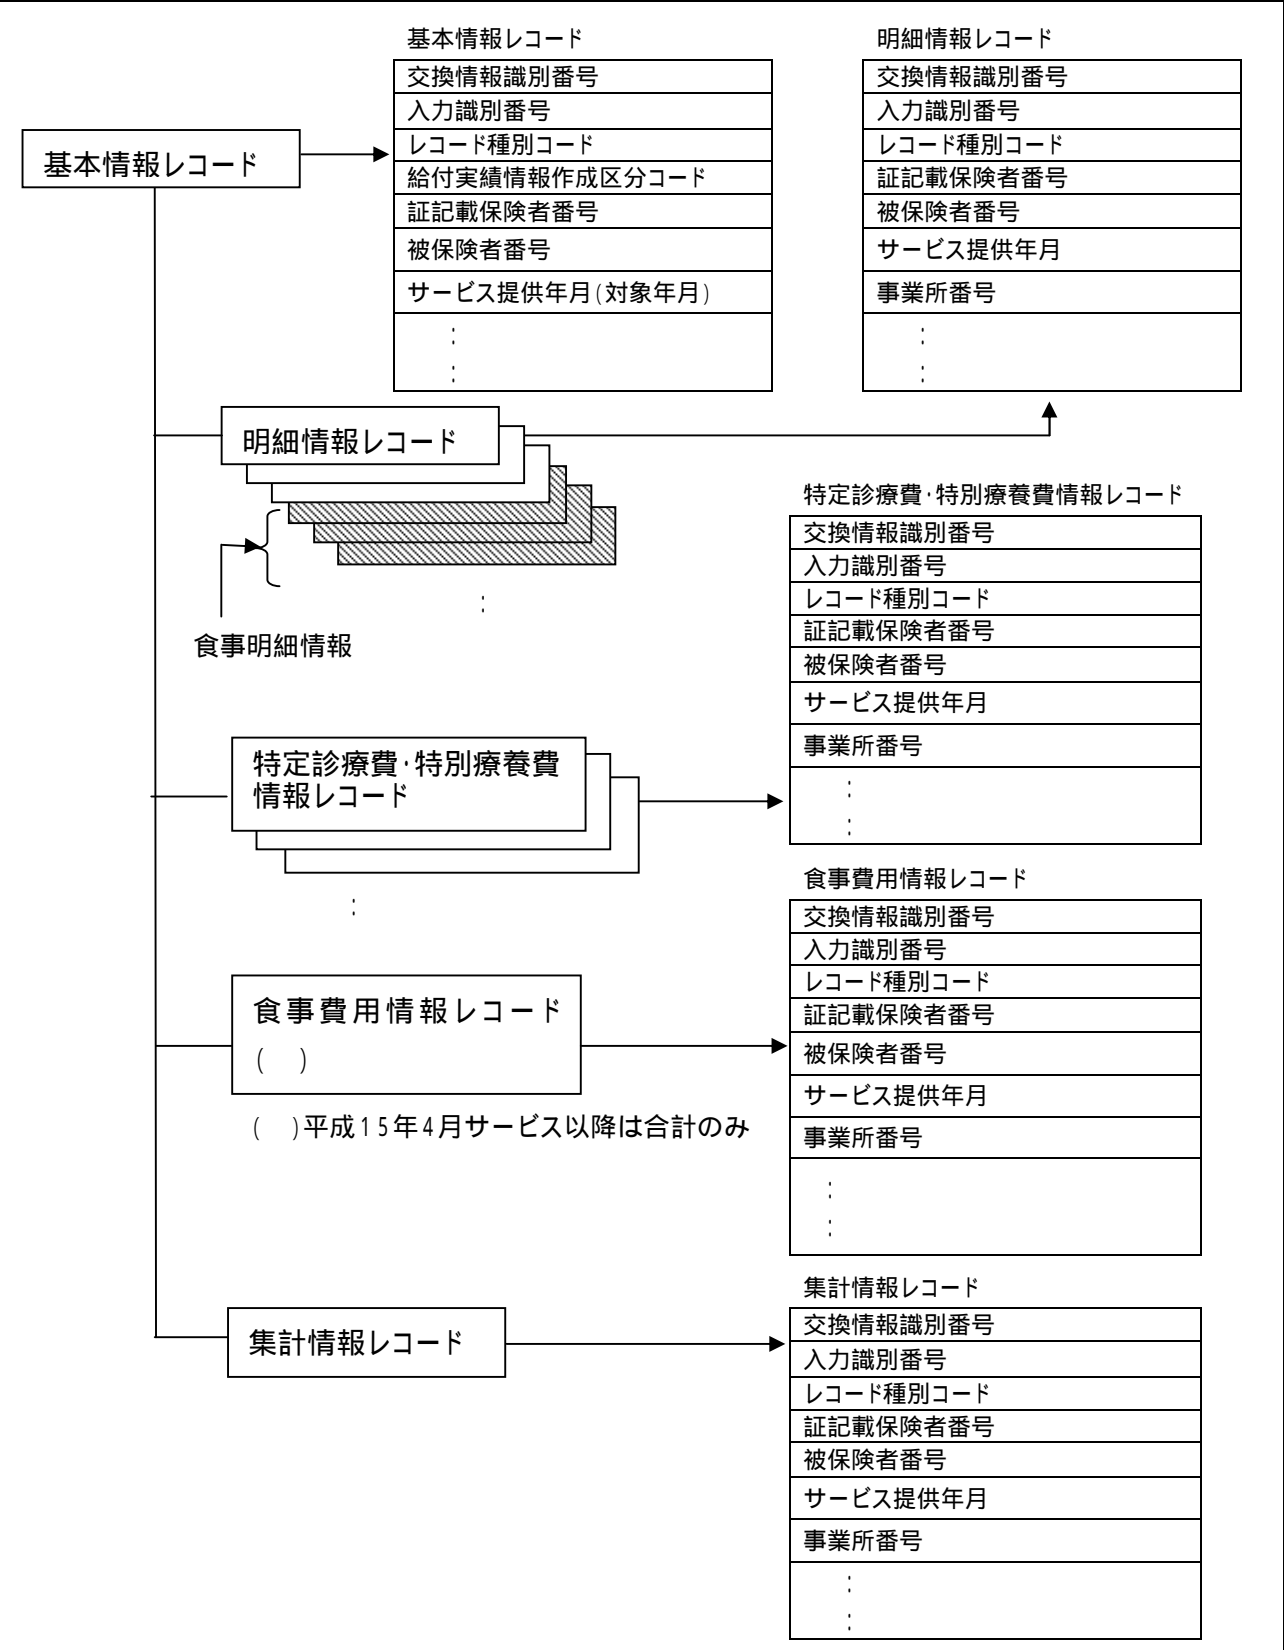 基本情報レコード
基本情報レコード
交換情報識別番号
入力識別番号
レコード種別コード
給付実績情報作成区分コード
証記載保険者番号
被保険者番号
サービス提供年月(対象年月)
:
:
明細情報レコード
交換情報識別番号
入力識別番号
レコード種別コード
証記載保険者番号
被保険者番号
サービス提供年月
事業所番号
:
:
明細情報レコード
:
食事明細情報
特定診療費・特別療養費情報レコード
交換情報識別番号
入力識別番号
レコード種別コード
証記載保険者番号
被保険者番号
サービス提供年月
事業所番号
:
:
特定診療費・特別療養費
情報レコード
:
食事費用情報レコード
交換情報識別番号
入力識別番号
レコード種別コード
証記載保険者番号
被保険者番号
サービス提供年月
事業所番号
:
:
食事費用情報レコード
(　)
(　)平成15年4月サービス以降は合計のみ
集計情報レコード
集計情報レコード
交換情報識別番号
入力識別番号
レコード種別コード
証記載保険者番号
被保険者番号
サービス提供年月
事業所番号
:
: